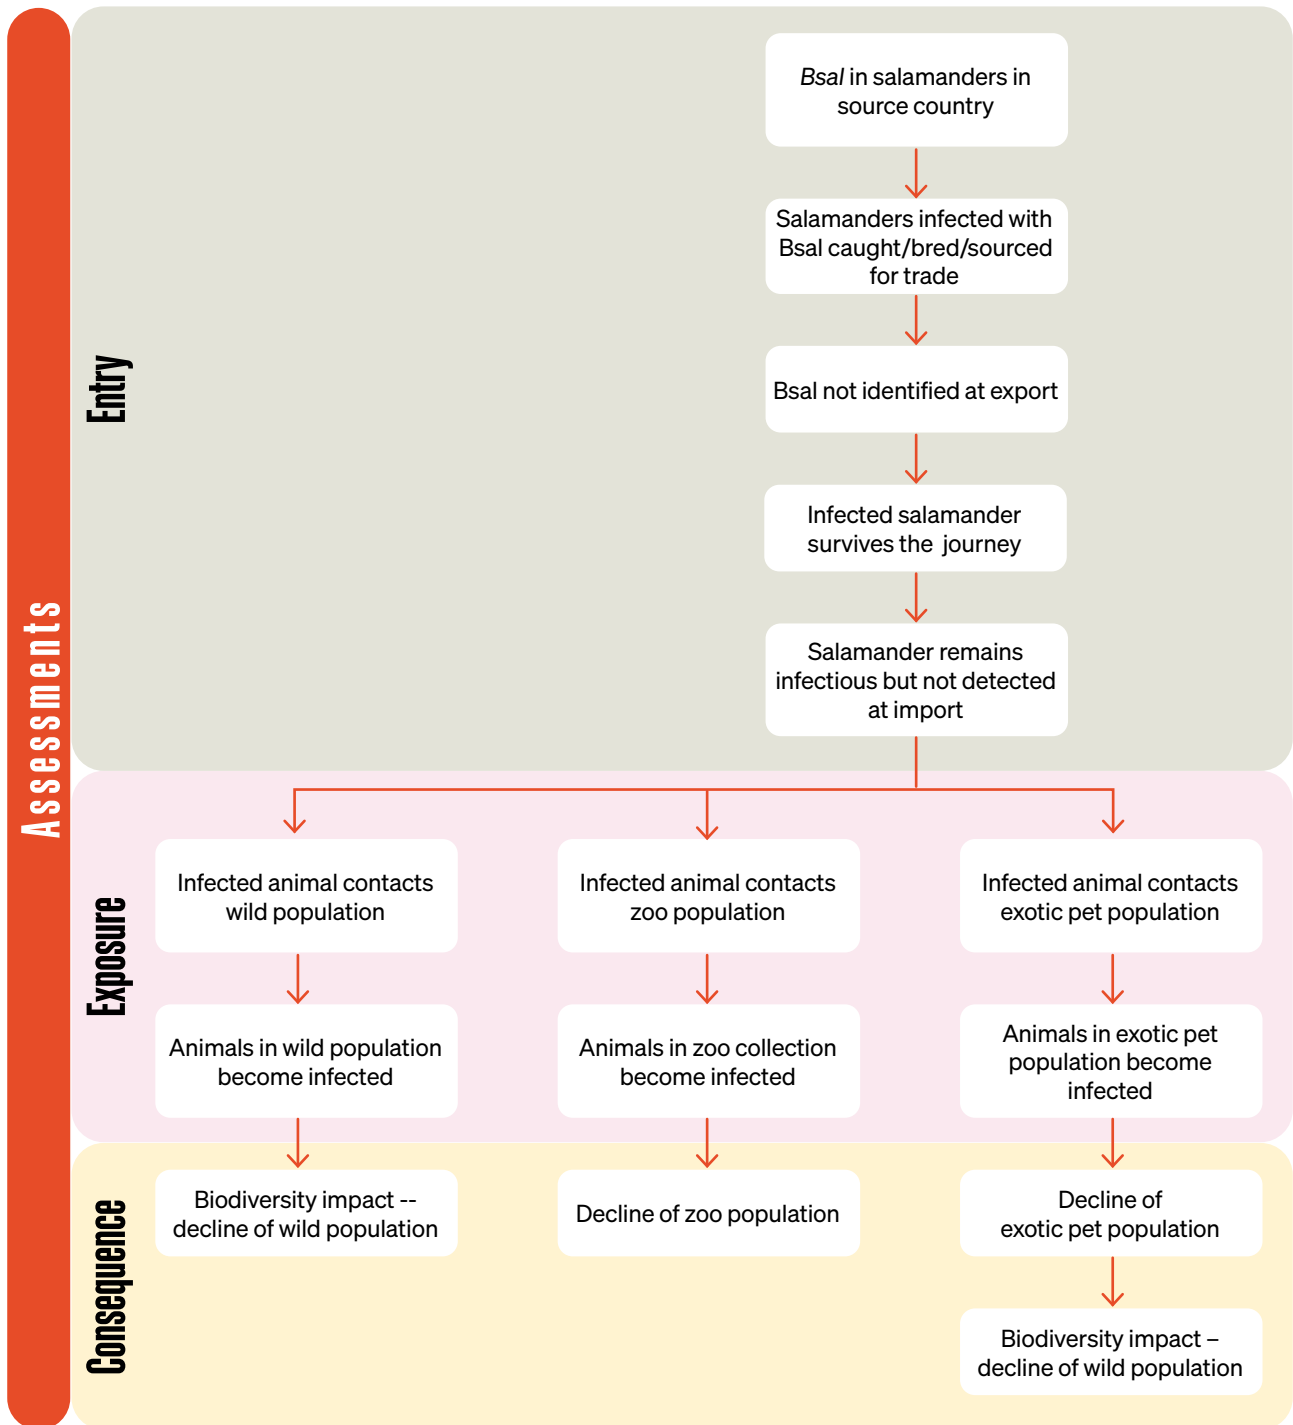 Assessments
Entry
Bsal in salamanders in
source country
Salamanders infected with
Bsal caught/bred/sourced
for trade
Bsal not identified at export
Infected salamander
survives the journey
Salamander remains
infectious but not detected
at import
Exposure
Infected animal contacts
wild population
Infected animal contacts
zoo population
Infected animal contacts
exotic pet population
Animals in wild population
become infected
Animals in zoo collection
become infected
Animals in exotic pet
population become
infected
Consequence
Biodiversity impact --
decline of wild population
Decline of zoo population
Decline of
exotic pet population
Biodiversity impact –
decline of wild population